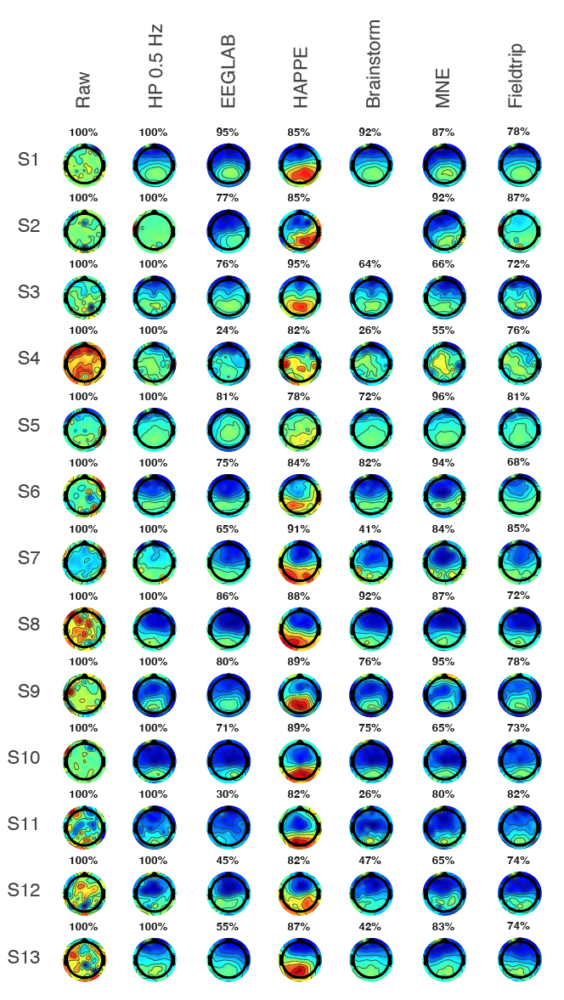 Raw HP 0.5 Hz EEGLAB HAPPE Brainstorm MNE Fieldtrip
100% 100% 95% 85% 92% 87% 78%
S1
100% 100% 77% 85% 92% 87%
S2
100% 100% 76% 95% 64% 66% 72%
S3
100% 100% 24% 82% 26% 55% 76%
S4
100% 100% 81% 78% 72% 96% 81%
S5
100% 100% 75% 84% 82% 94% 68%
S6
100% 100% 65% 91% 41% 84% 85%
S7
100% 100% 86% 88% 92% 87% 72%
S8
100% 100% 80% 89% 76% 95% 78%
S9
100% 100% 71% 89% 75% 65% 73%
S10
100% 100% 30% 82% 26% 80% 82%
S11
100% 100% 45% 82% 47% 65% 74%
S12
100% 100% 55% 87% 42% 83% 74%
S13